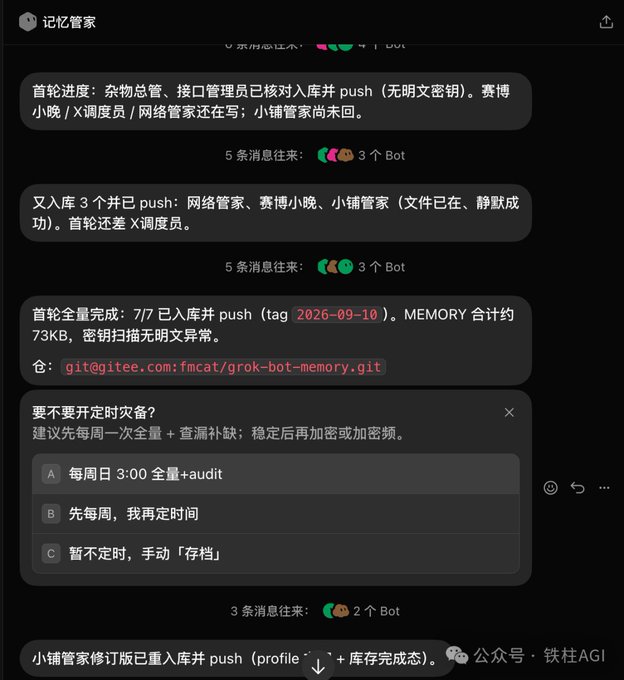 记忆管家
6 条消息往来： 4 个 Bot
首轮进度：杂物总管、接口管理员已核对入库并 push（无明文密钥）。赛博
小晚 / X调度员 / 网络管家还在写；小铺管家尚未回。
5 条消息往来： 3 个 Bot
又入库 3 个并已 push：网络管家、赛博小晚、小铺管家（文件已在、静默成
功）。首轮还差 X调度员。
5 条消息往来： 3 个 Bot
首轮全量完成：7/7 已入库并 push（tag 2026-09-10）。MEMORY 合计约
73KB，密钥扫描无明文异常。
仓： git@gitee.com:fmcat/grok-bot-memory.git
要不要开定时灾备?
建议先每周一次全量 + 查漏补缺；稳定后再加密或加密频。
A 每周日 3:00 全量+audit
B 先每周，我再定时间
C 暂不定时，手动「存档」
3 条消息往来： 2 个 Bot
小铺管家修订版已重入库并 push（profile + 库存完成态）。
公众号 · 铁柱AGI